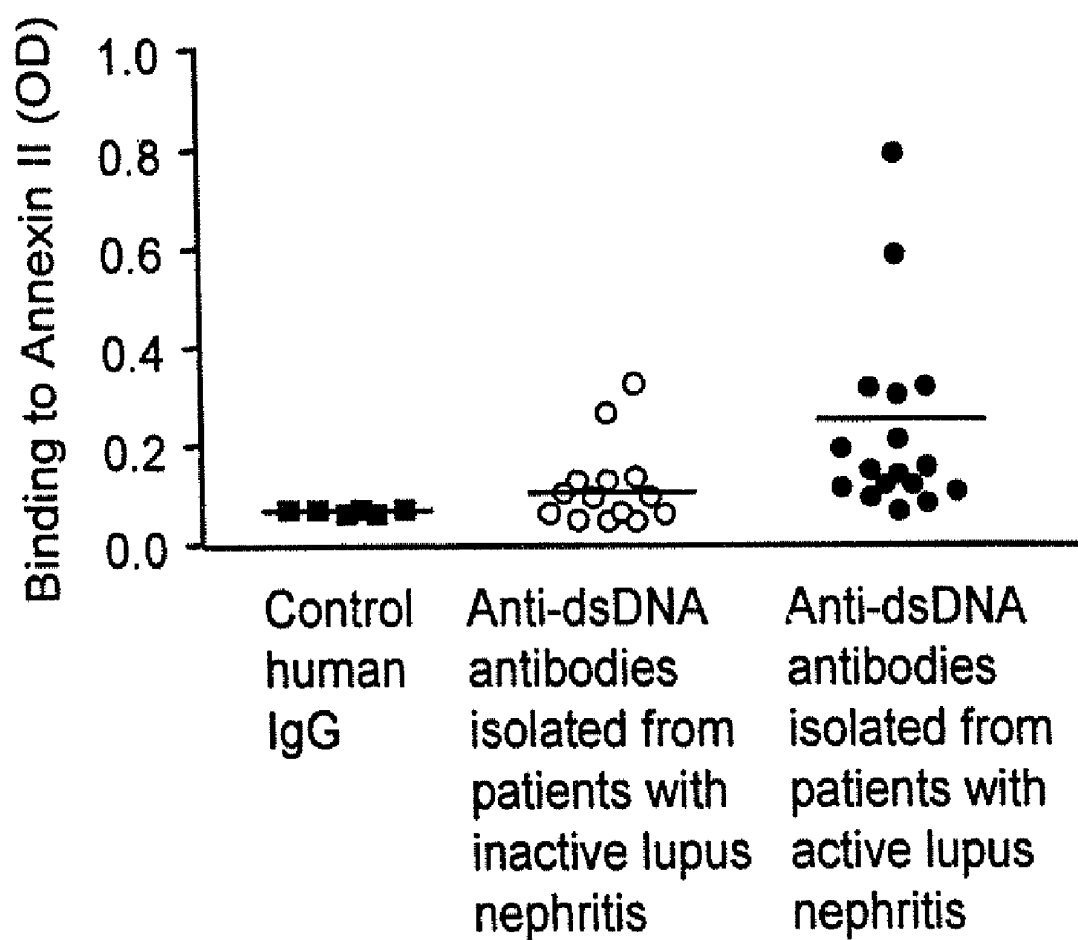 Binding to Annexin II (OD)
1.0
0.8
0.6
0.4
0.2
0.0
Control
human
IgG
Anti-dsDNA
antibodies
isolated from
patients with
inactive lupus
nephritis
Anti-dsDNA
antibodies
isolated from
patients with
active lupus
nephritis